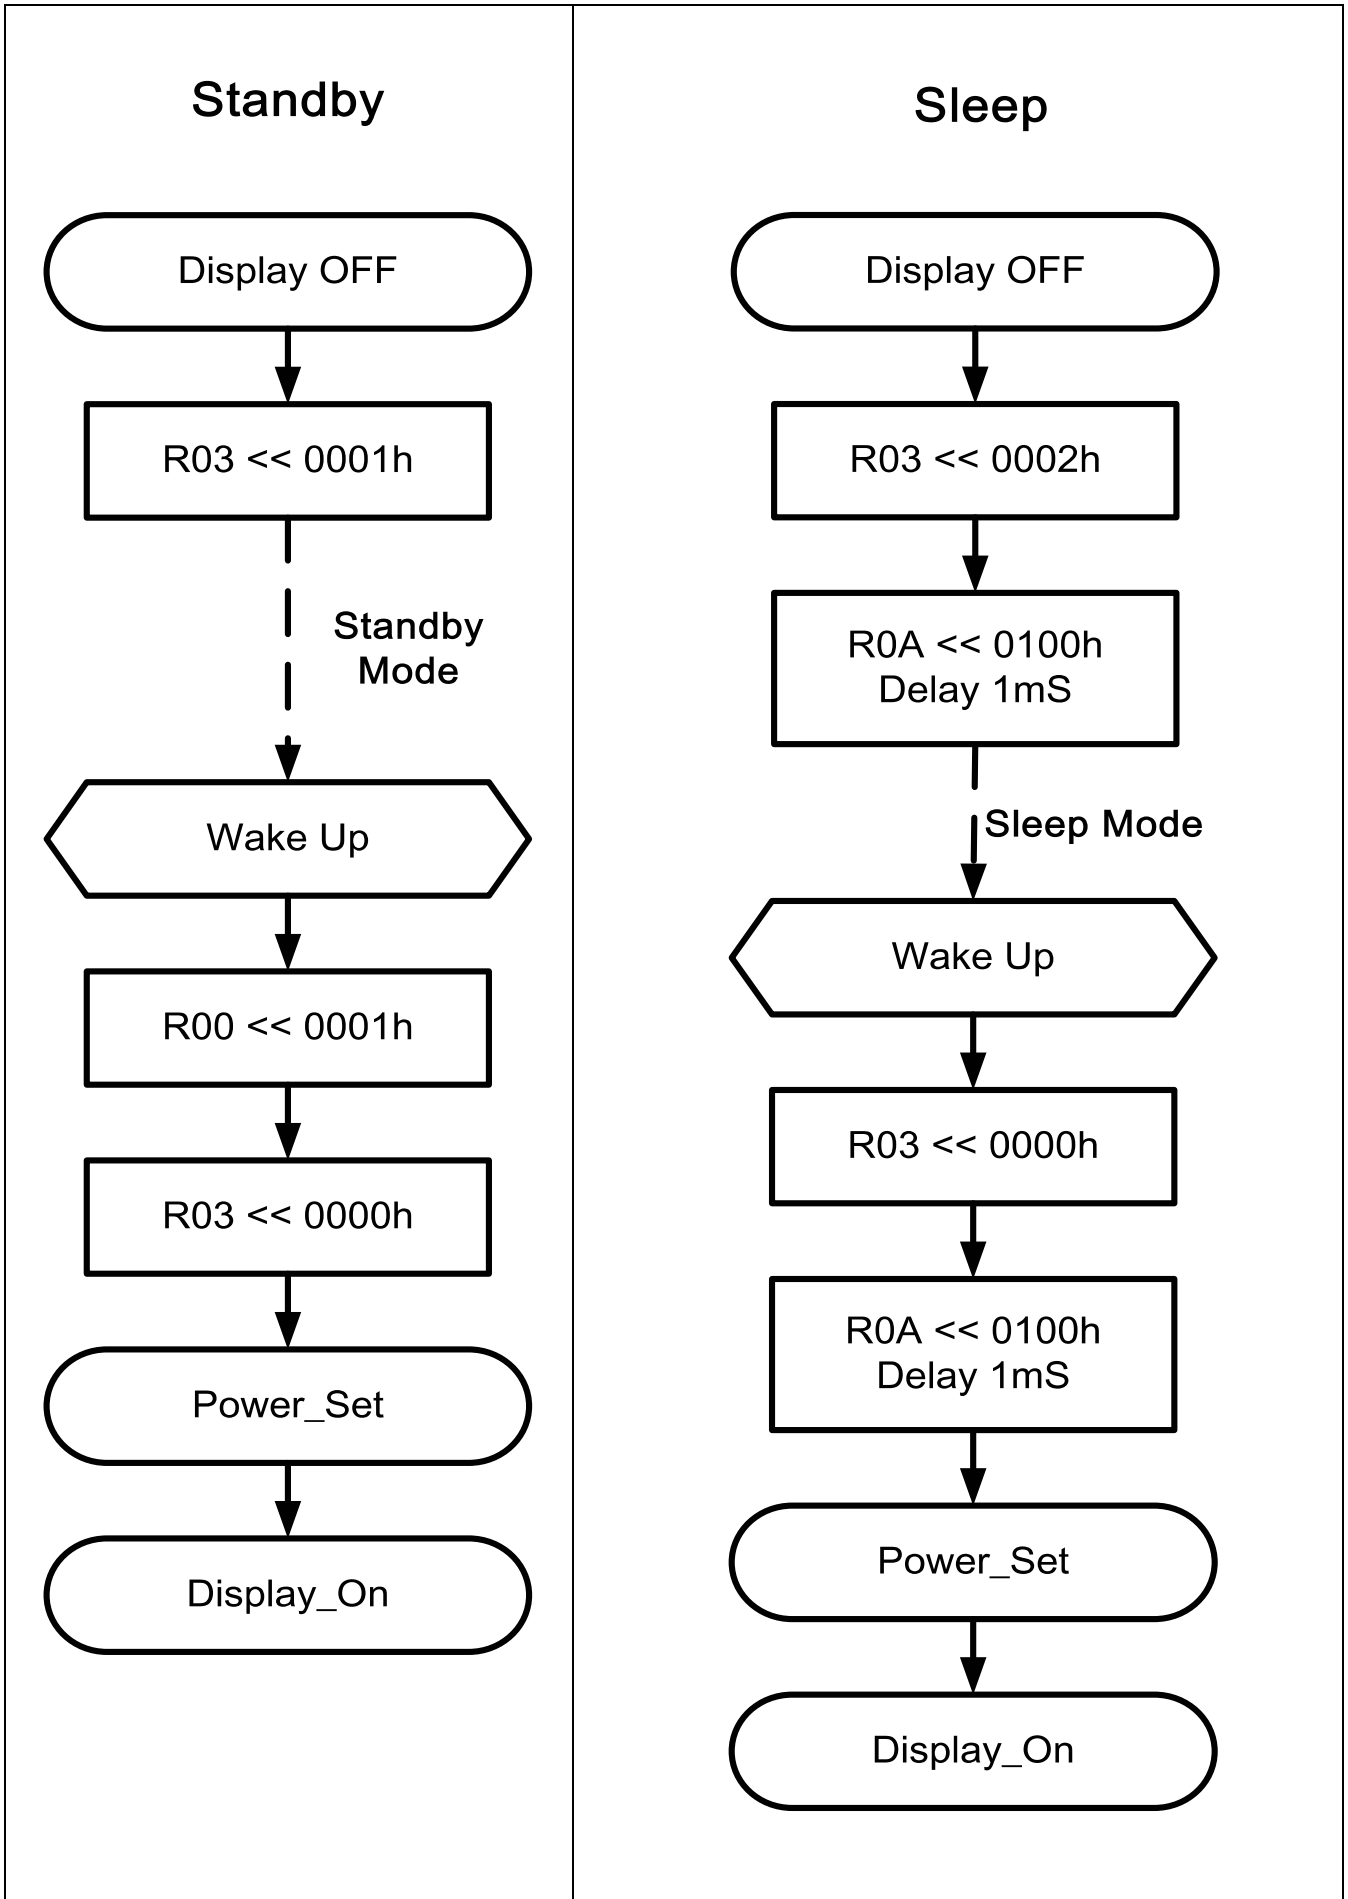 Standby
Display OFF
R03 << 0001h
Standby
Mode
Wake Up
R00 << 0001h
R03 << 0000h
Power_Set
Display_On
Sleep
Display OFF
R03 << 0002h
R0A << 0100h
Delay 1mS
Sleep Mode
Wake Up
R03 << 0000h
R0A << 0100h
Delay 1mS
Power_Set
Display_On